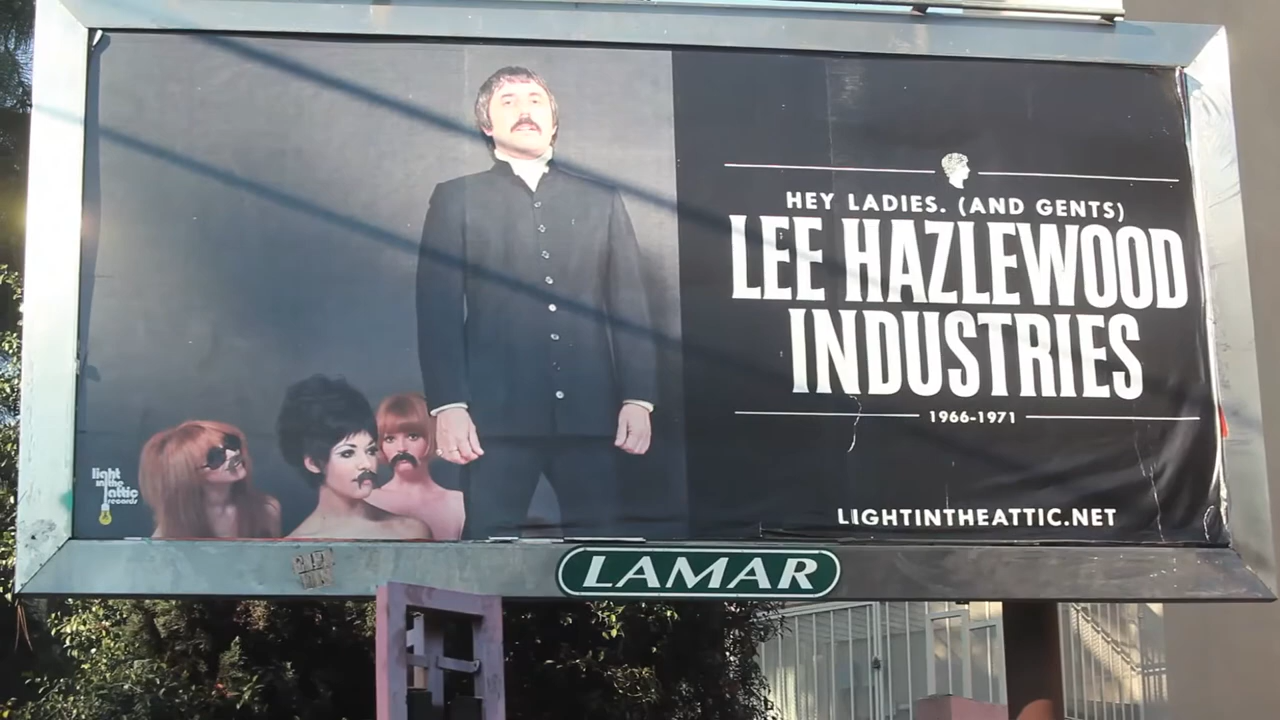 HEY LADIES. (AND GENTS)
LEE HAZLEWOOD
INDUSTRIES
1966-1971
LIGHTINTHEATTIC.NET
light
in the
attic
records
LAMAR